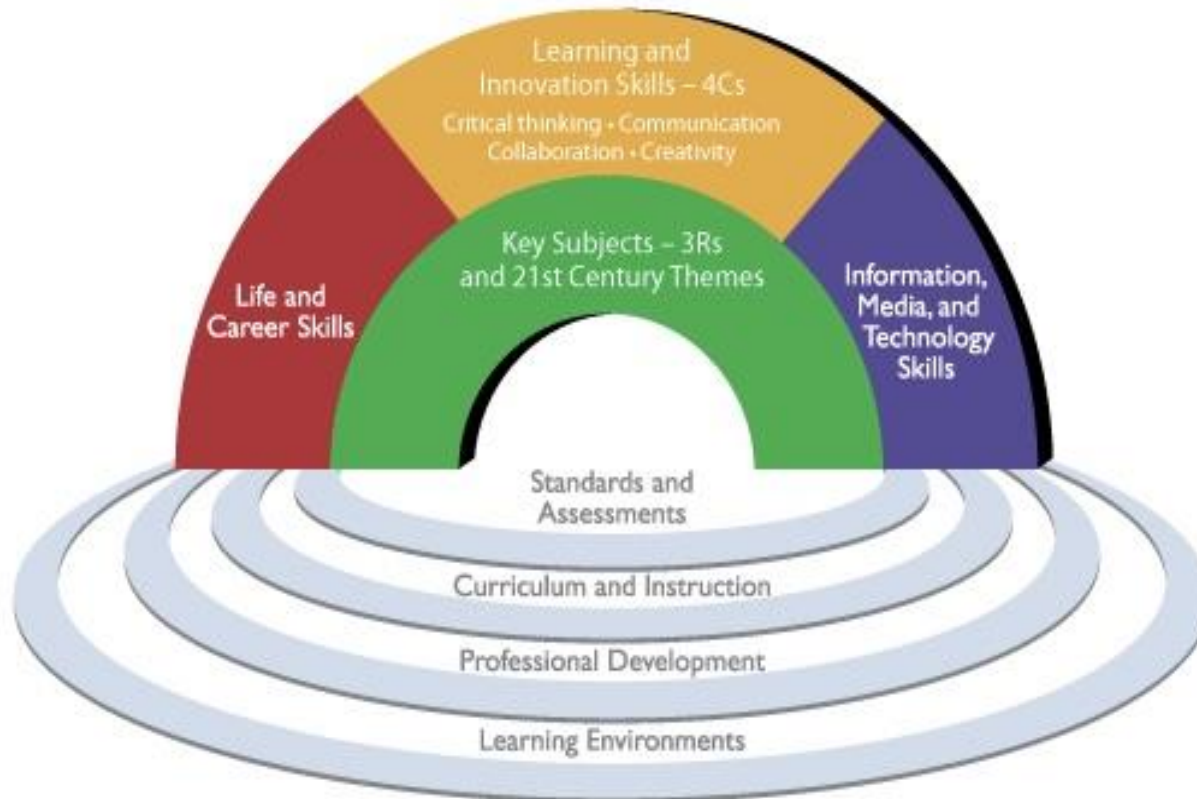 Learning and
Innovation Skills – 4Cs
Critical thinking • Communication
Collaboration • Creativity
Key Subjects – 3Rs
and 21st Century Themes
Life and
Career Skills
Information,
Media, and
Technology
Skills
Standards and
Assessments
Curriculum and Instruction
Professional Development
Learning Environments